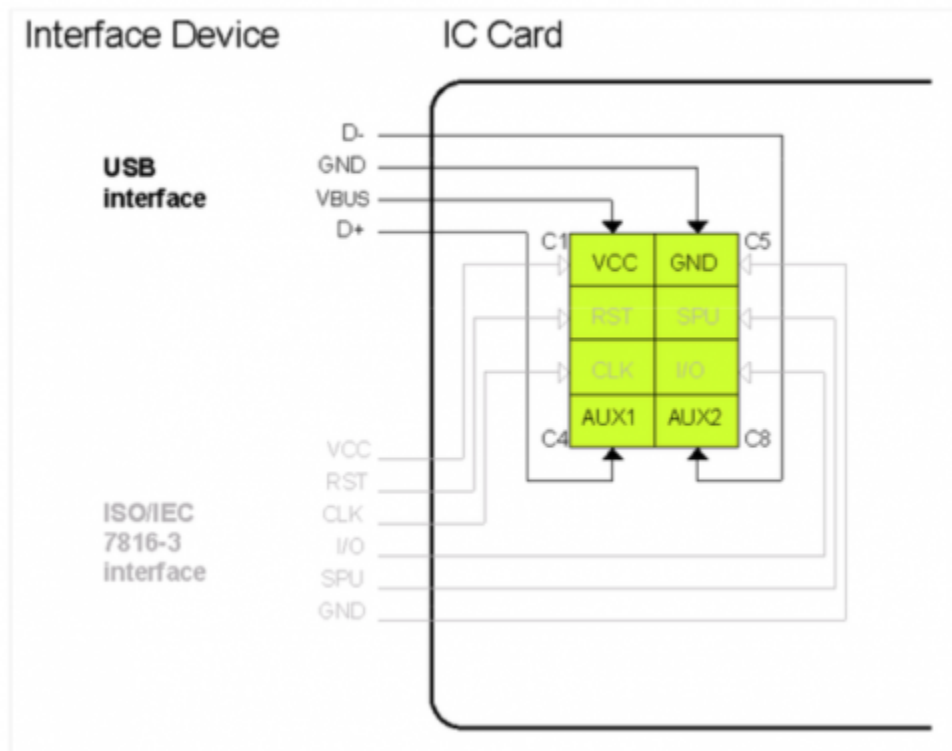 Interface Device
IC Card
D-
GND
VBUS
D+
USB
interface
C1
C5
VCC
GND
RST
SPU
CLK
I/O
AUX1
AUX2
C4
C8
VCC
RST
CLK
I/O
SPU
GND
ISO/IEC
7816-3
interface